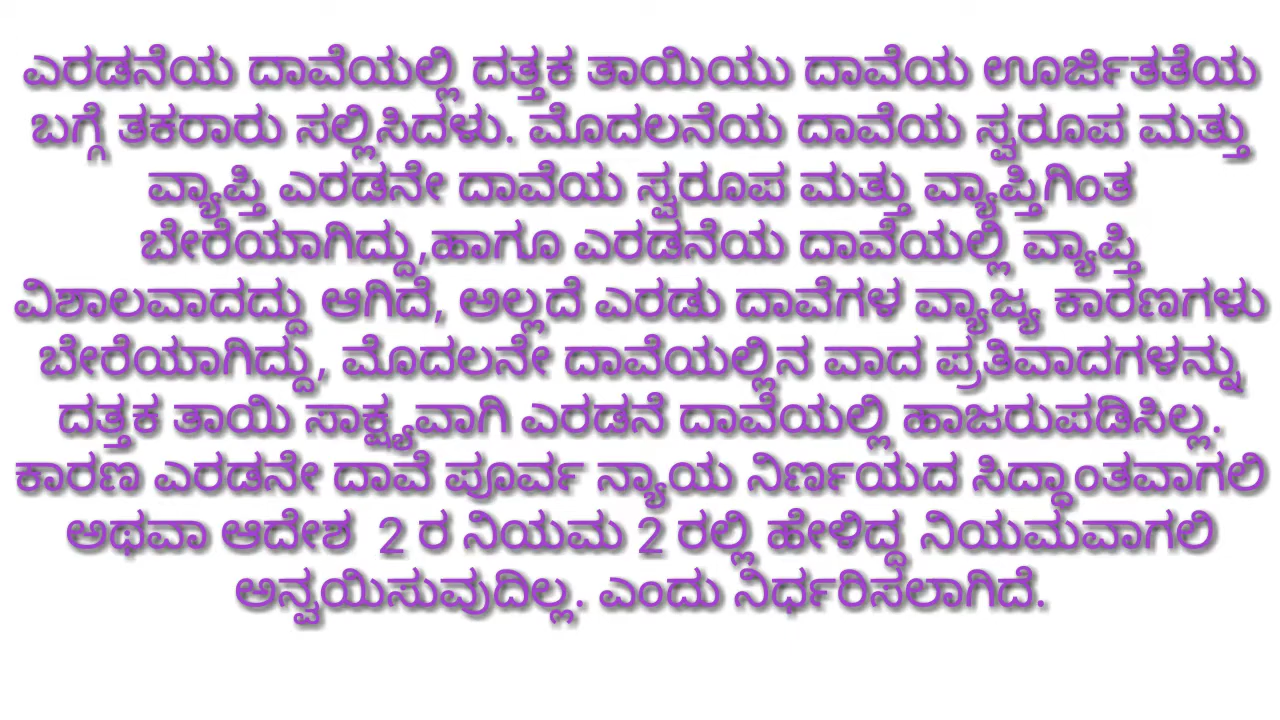 ಎರಡನೆಯ ದಾವೆಯಲ್ಲಿ ದತ್ತಕ ತಾಯಿಯು ದಾವೆಯ ಊರ್ಜಿತತೆಯ
ಬಗ್ಗೆ ತಕರಾರು ಸಲ್ಲಿಸಿದಳು. ಮೊದಲನೆಯ ದಾವೆಯ ಸ್ವರೂಪ ಮತ್ತು
ವ್ಯಾಪ್ತಿ ಎರಡನೇ ದಾವೆಯ ಸ್ವರೂಪ ಮತ್ತು ವ್ಯಾಪ್ತಿಗಿಂತ
ಬೇರೆಯಾಗಿದ್ದು,ಹಾಗೂ ಎರಡನೆಯ ದಾವೆಯಲ್ಲಿ ವ್ಯಾಪ್ತಿ
ವಿಶಾಲವಾದದ್ದು ಆಗಿದೆ, ಅಲ್ಲದೆ ಎರಡು ದಾವೆಗಳ ವ್ಯಾಜ್ಯ ಕಾರಣಗಳು
ಬೇರೆಯಾಗಿದ್ದು, ಮೊದಲನೇ ದಾವೆಯಲ್ಲಿನ ವಾದ ಪ್ರತಿವಾದಗಳನ್ನು
ದತ್ತಕ ತಾಯಿ ಸಾಕ್ಷ್ಯವಾಗಿ ಎರಡನೆ ದಾವೆಯಲ್ಲಿ ಹಾಜರುಪಡಿಸಿಲ್ಲ.
ಕಾರಣ ಎರಡನೇ ದಾವೆ ಪೂರ್ವ ನ್ಯಾಯ ನಿರ್ಣಯದ ಸಿದ್ಧಾಂತವಾಗಲಿ
ಅಥವಾ ಆದೇಶ 2 ರ ನಿಯಮ 2 ರಲ್ಲಿ ಹೇಳಿದ್ದ ನಿಯಮವಾಗಲಿ
ಅನ್ವಯಿಸುವುದಿಲ್ಲ. ಎಂದು ನಿರ್ಧರಿಸಲಾಗಿದೆ.